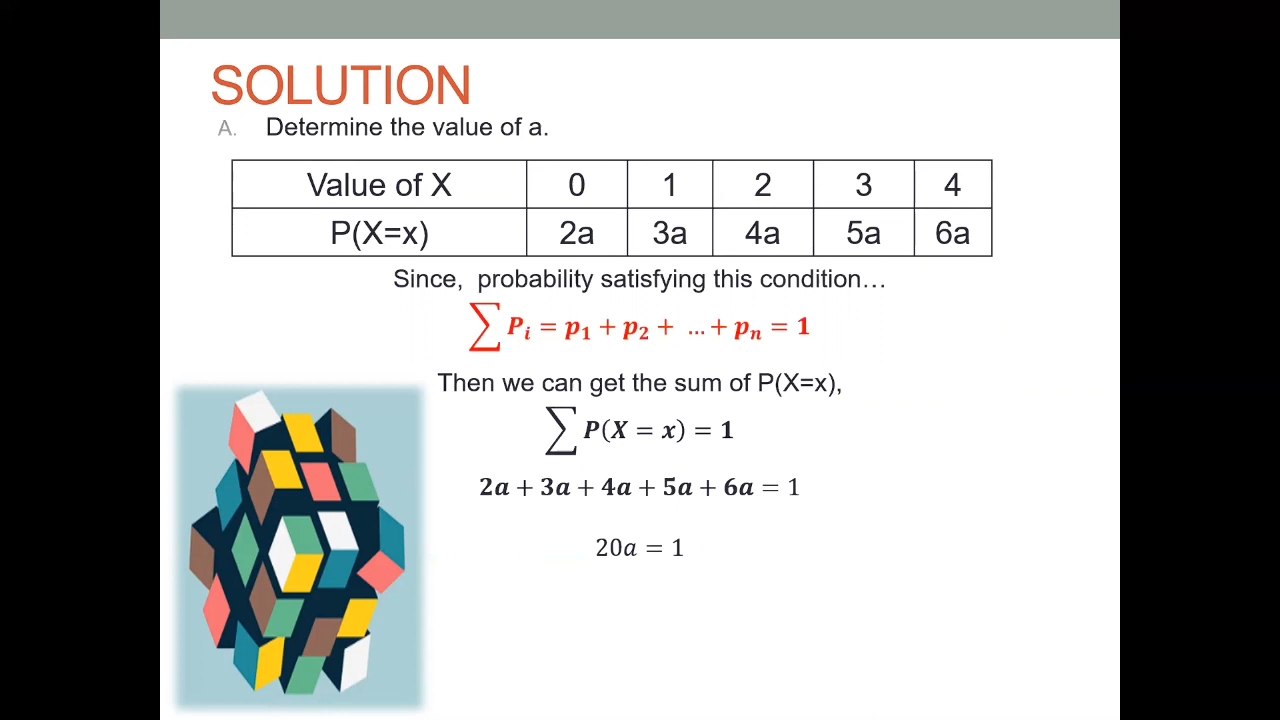 SOLUTION
A. Determine the value of a.
Value of X 0 1 2 3 4
P(X=x) 2a 3a 4a 5a 6a
Since, probability satisfying this condition…
∑ Pᵢ = p₁ + p₂ + … + pₙ = 1
Then we can get the sum of P(X=x),
∑ P(X = x) = 1
2a + 3a + 4a + 5a + 6a = 1
20a = 1